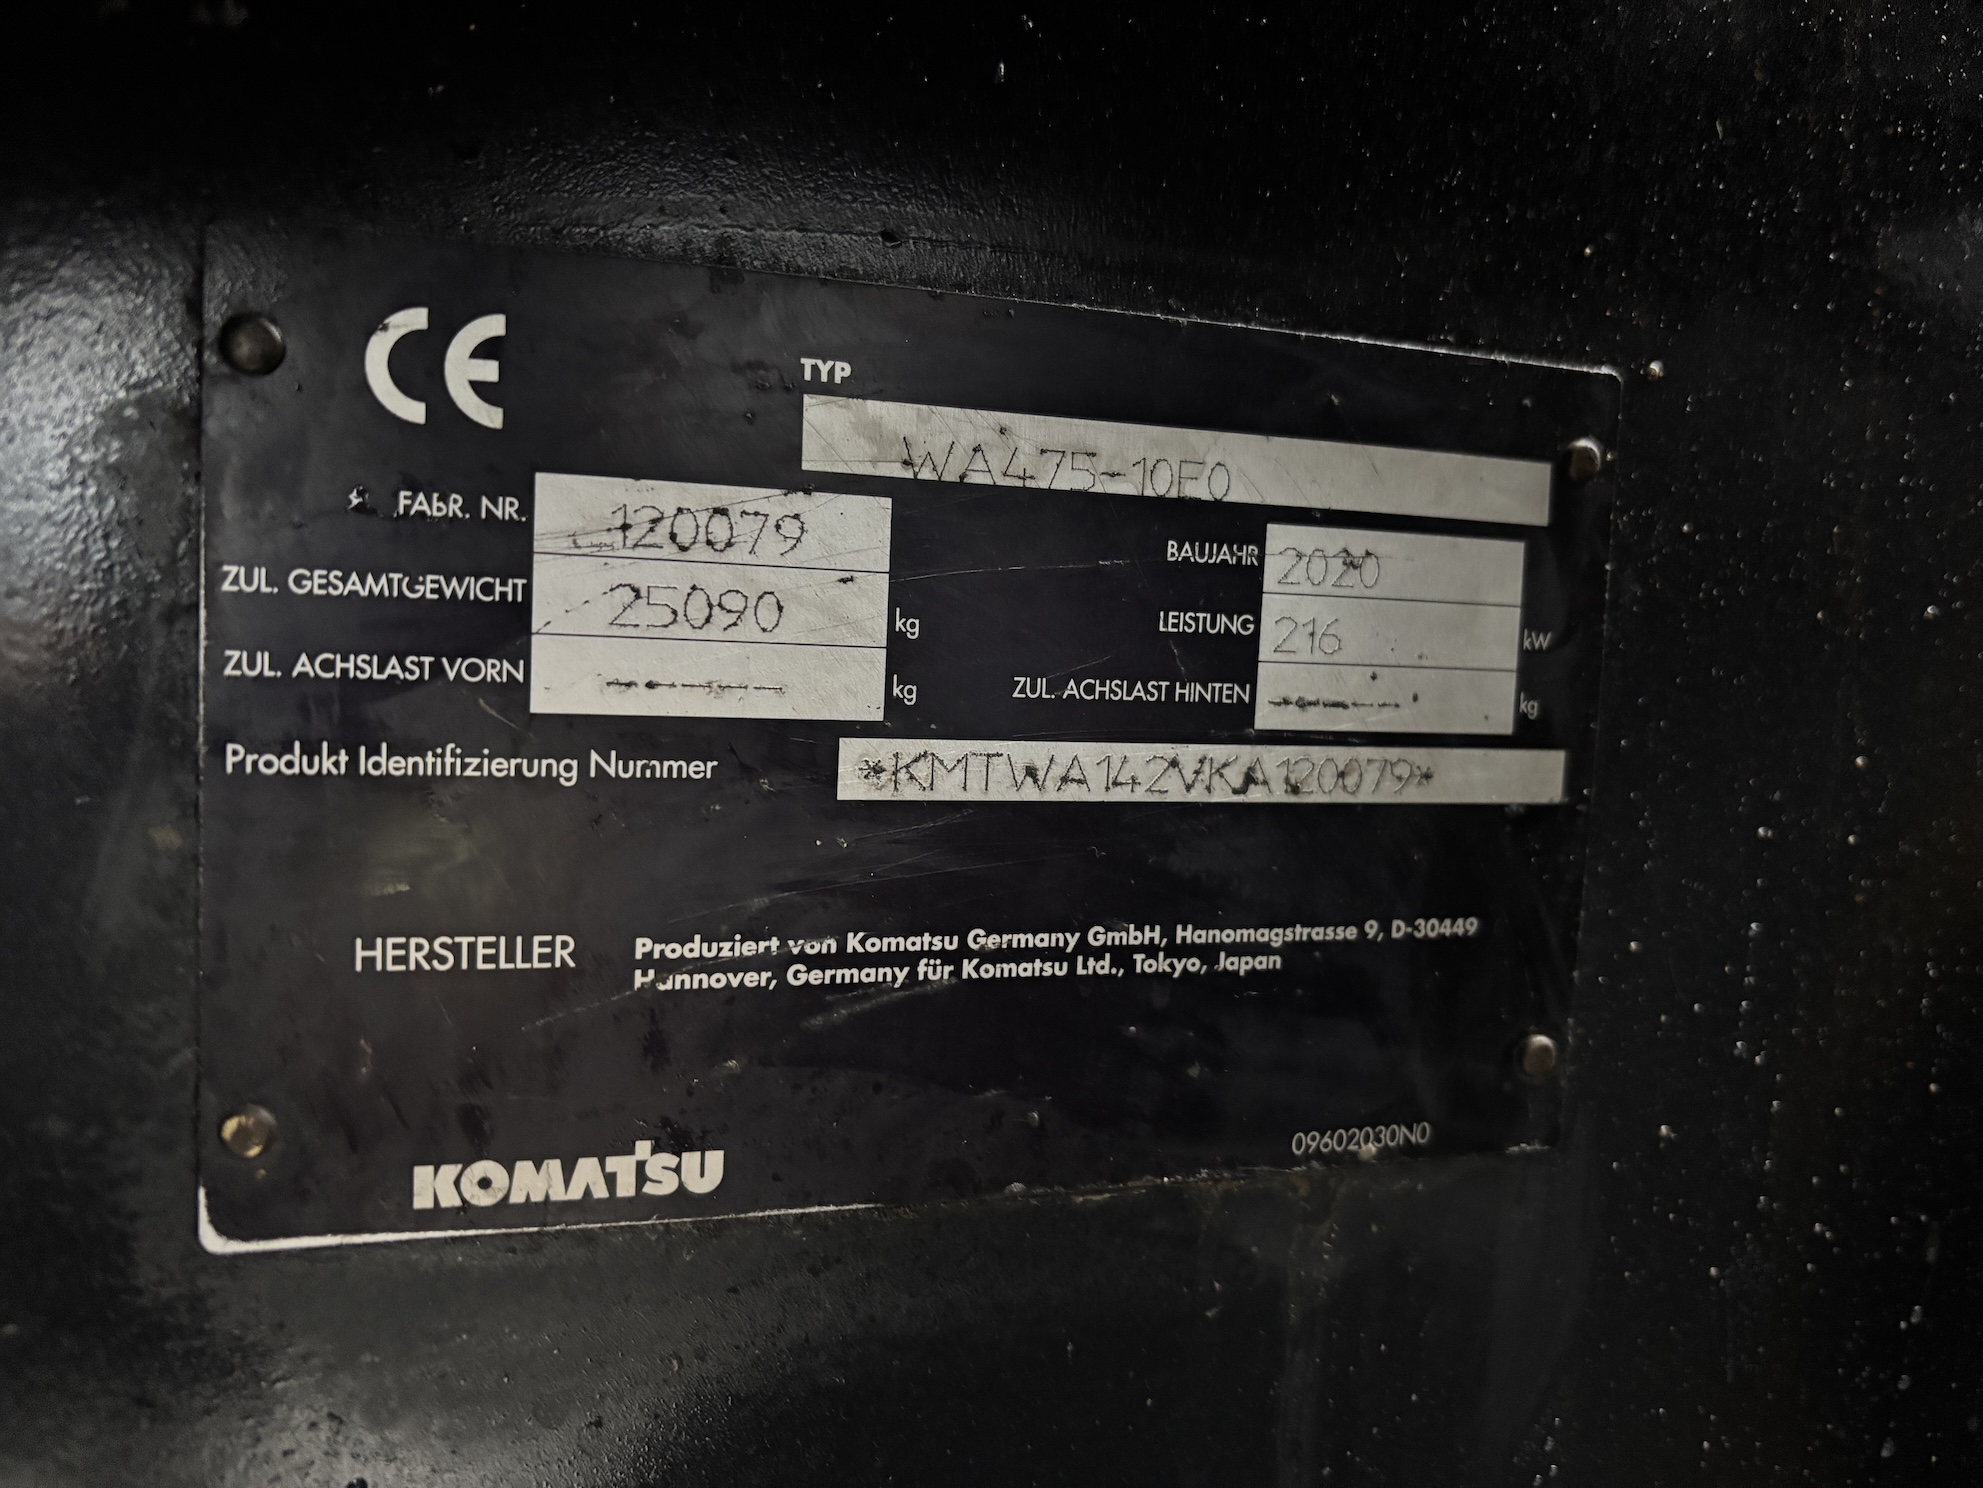 CE
TYP
WA475-10E0
FABR. NR. 120079
BAUJAHR 2020
ZUL. GESAMTGEWICHT 25090 kg
LEISTUNG 216 kW
ZUL. ACHSLAST VORN ------ kg
ZUL. ACHSLAST HINTEN ------ kg
Produkt Identifizierung Nummer *KMTWA142VKA120079*
HERSTELLER Produziert von Komatsu Germany GmbH, Hanomagstrasse 9, D-30449
Hannover, Germany für Komatsu Ltd., Tokyo, Japan
09602030N0
KOMATSU